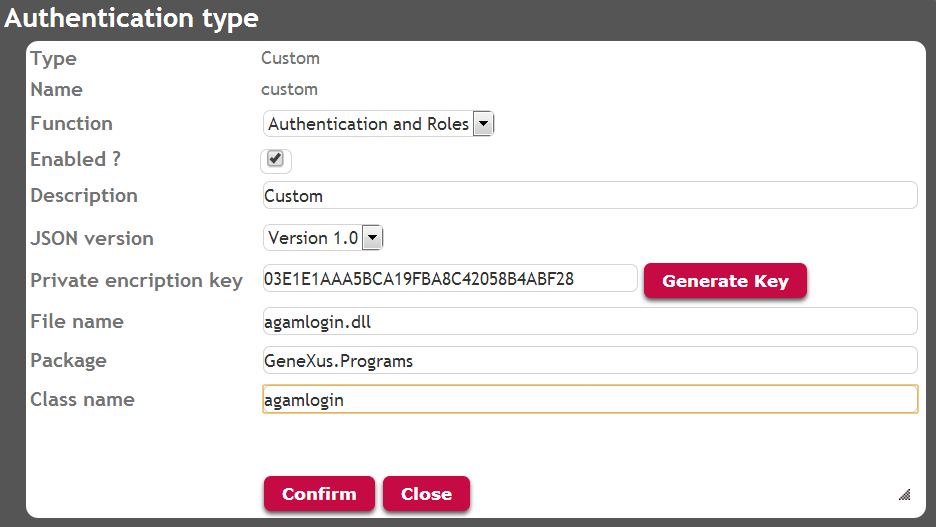 Authentication type
Type Custom
Name custom
Function Authentication and Roles
Enabled ?
Description Custom
JSON version Version 1.0
Private encription key 03E1E1AAA5BCA19FBA8C42058B4ABF28 Generate Key
File name agamlogin.dll
Package GeneXus.Programs
Class name agamlogin
Confirm Close